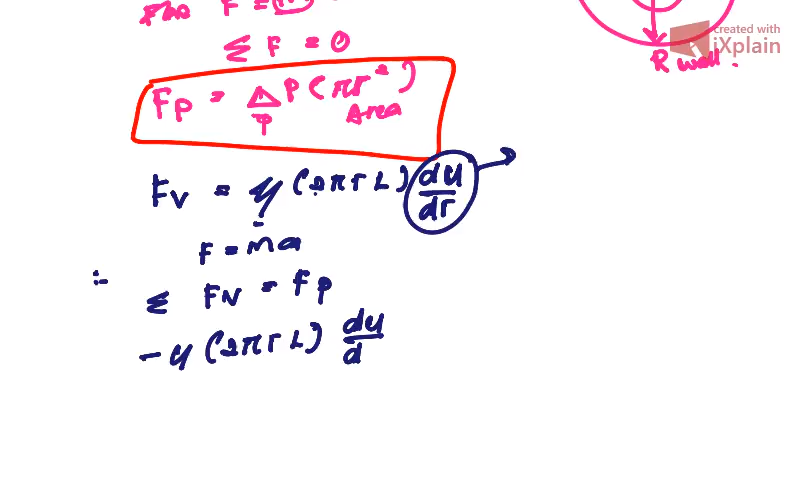 F = m
Σ F = 0
created with
iXplain
R wall.
Fp = ΔP (πr²)
P Area
Fv = η (2πrL) du/dr
F = ma
∴ Σ Fv = Fp
-η (2πrL) du/d